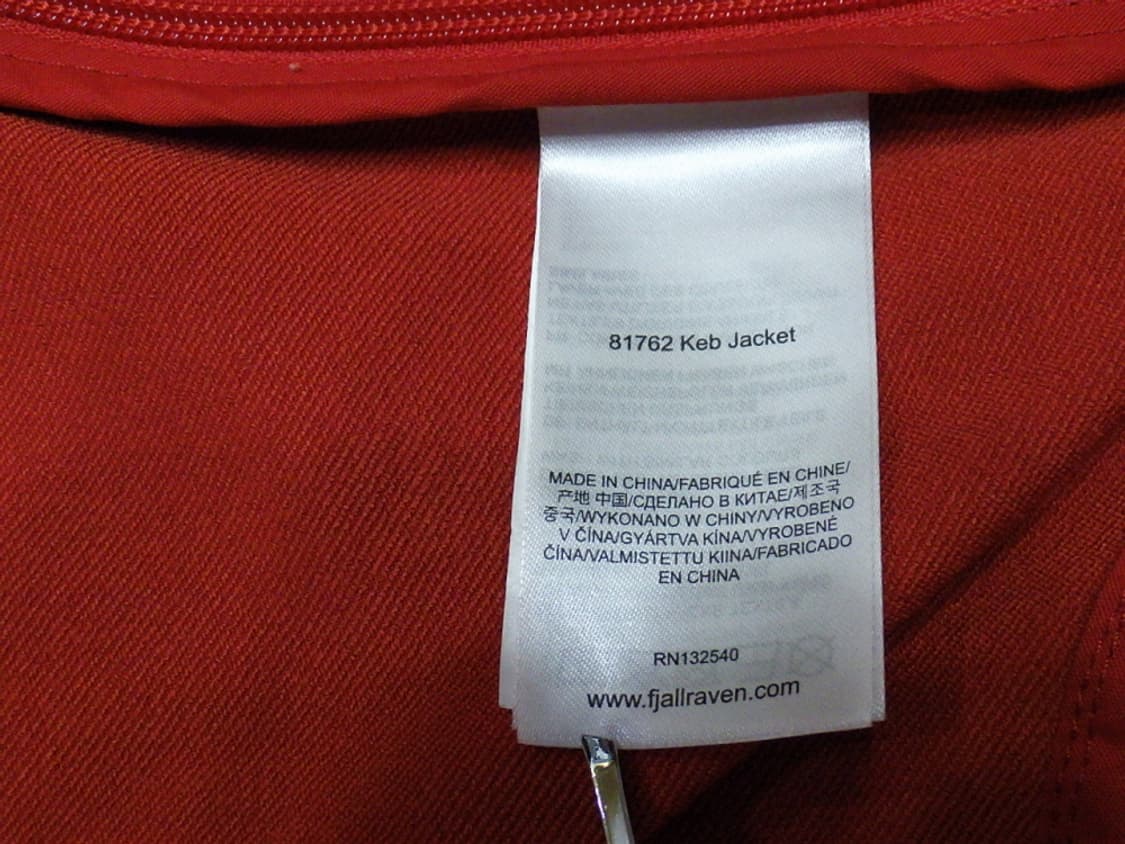 81762 Keb Jacket
MADE IN CHINA/FABRIQUÉ EN CHINE/
产地 中国/СДЕЛАНО В КИТАЕ/제조국
중국/WYKONANO W CHINY/VYROBENO
V ČÍNA/GYÁRTVA KÍNA/VYROBENÉ
ČÍNA/VALMISTETTU KIINA/FABRICADO
EN CHINA
RN132540
www.fjallraven.com